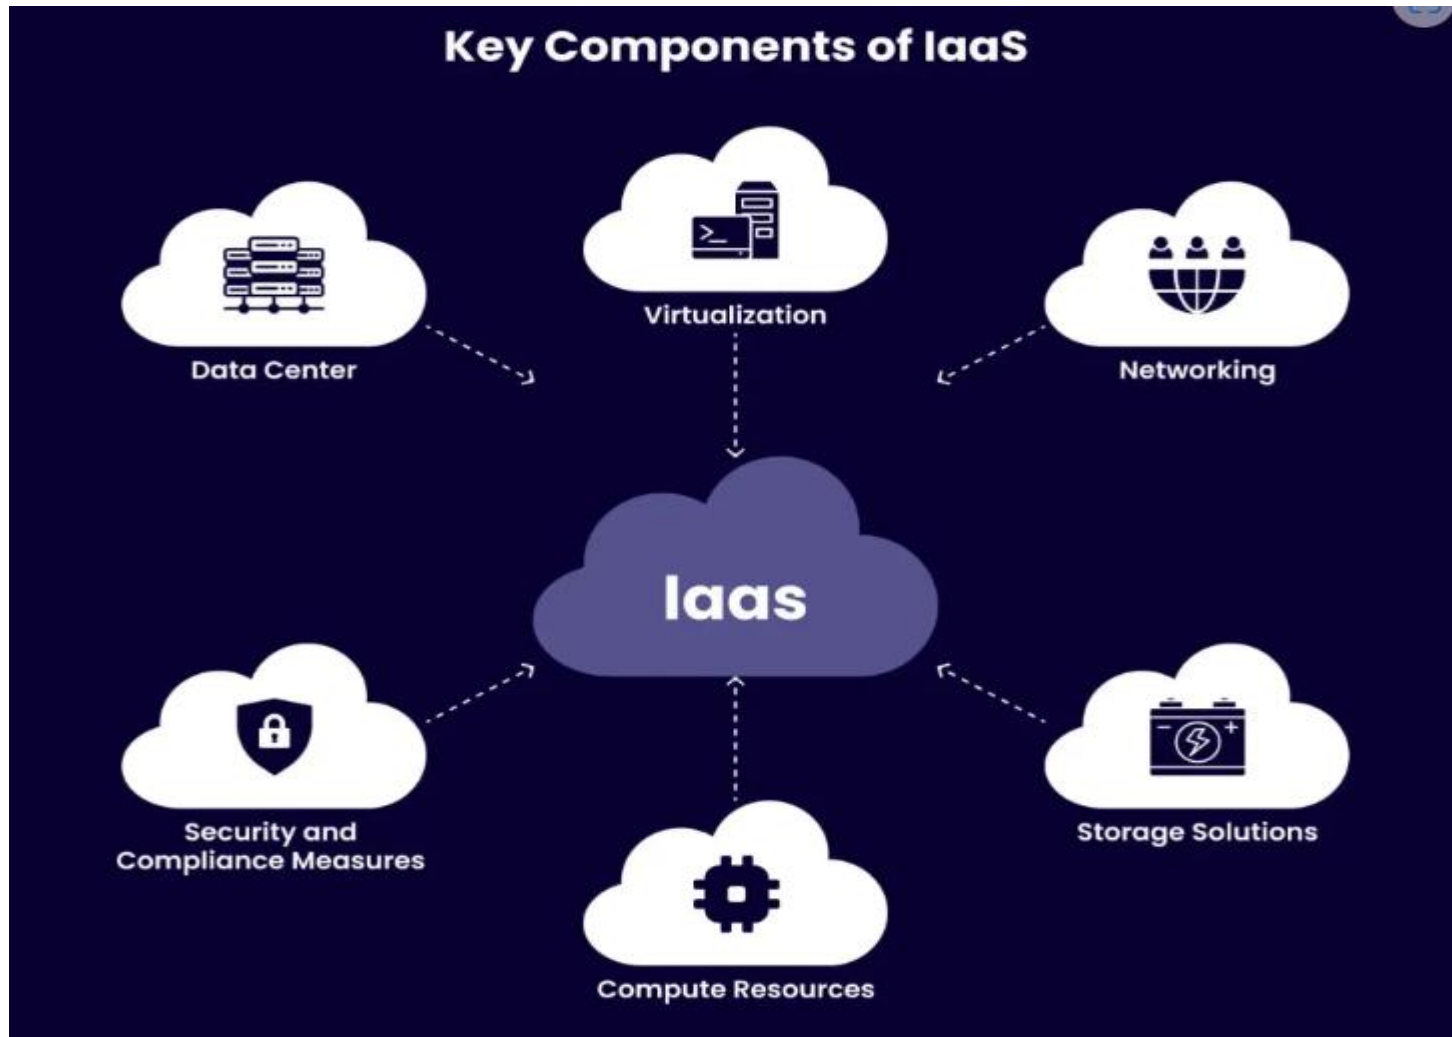 Key Components of IaaS
Virtualization
Data Center
Networking
Iaas
Security and
Compliance Measures
Storage Solutions
Compute Resources